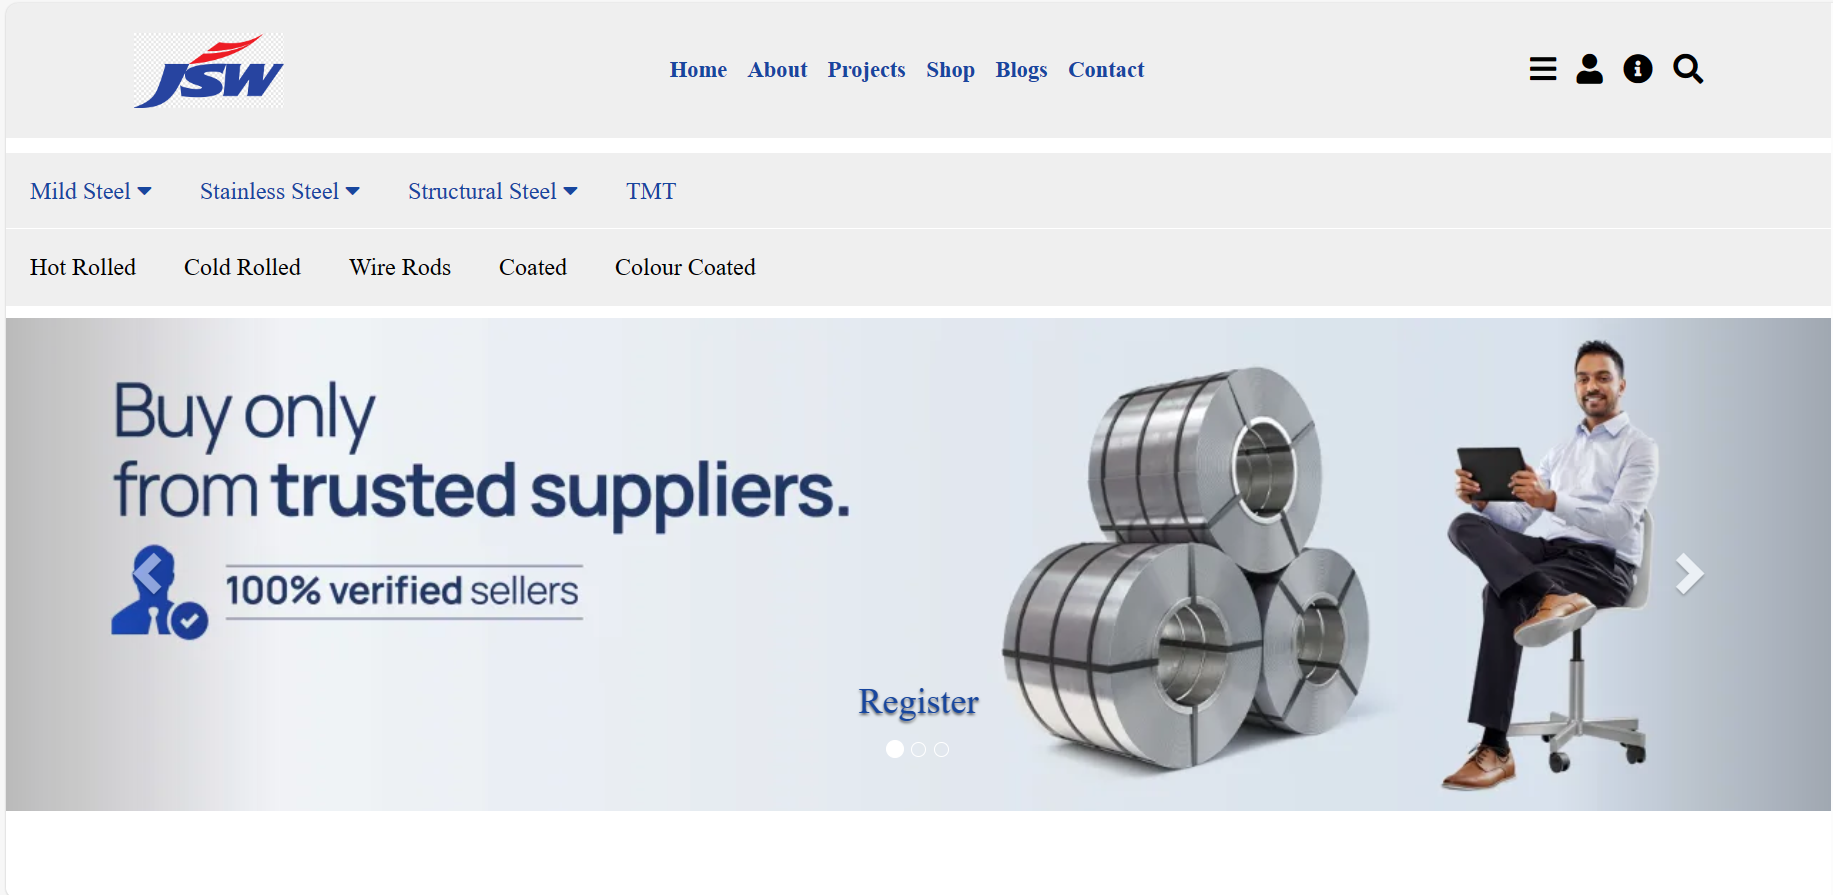 JSW
Home About Projects Shop Blogs Contact
Mild Steel Stainless Steel Structural Steel TMT
Hot Rolled Cold Rolled Wire Rods Coated Colour Coated
Buy only
from trusted suppliers.
100% verified sellers
Register